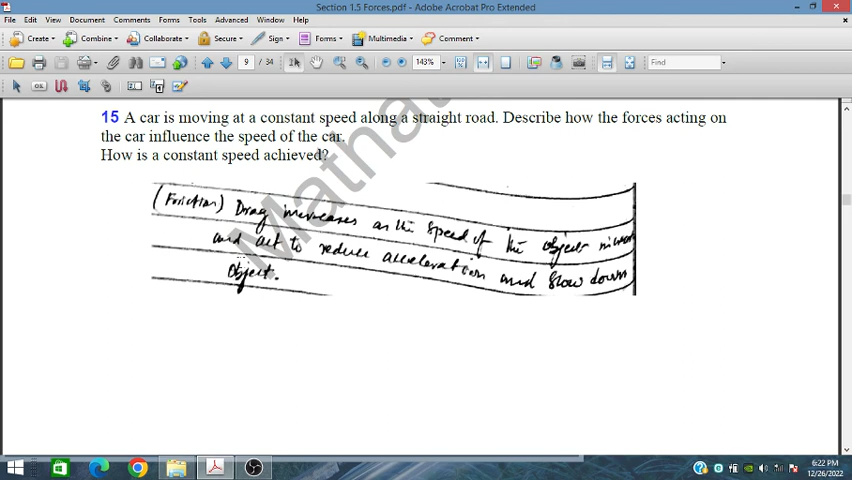 Section 1.5 Forces.pdf - Adobe Acrobat Pro Extended
File Edit View Document Comments Forms Tools Advanced Window Help
Create Combine Collaborate Secure Sign Forms Multimedia Comment
9 / 34 143% Find
15 A car is moving at a constant speed along a straight road. Describe how the forces acting on
the car influence the speed of the car.
How is a constant speed achieved?
(Friction) Drag increases as the speed of the object
and act to reduce acceleration and slow down
object.
6:22 PM
12/26/2022